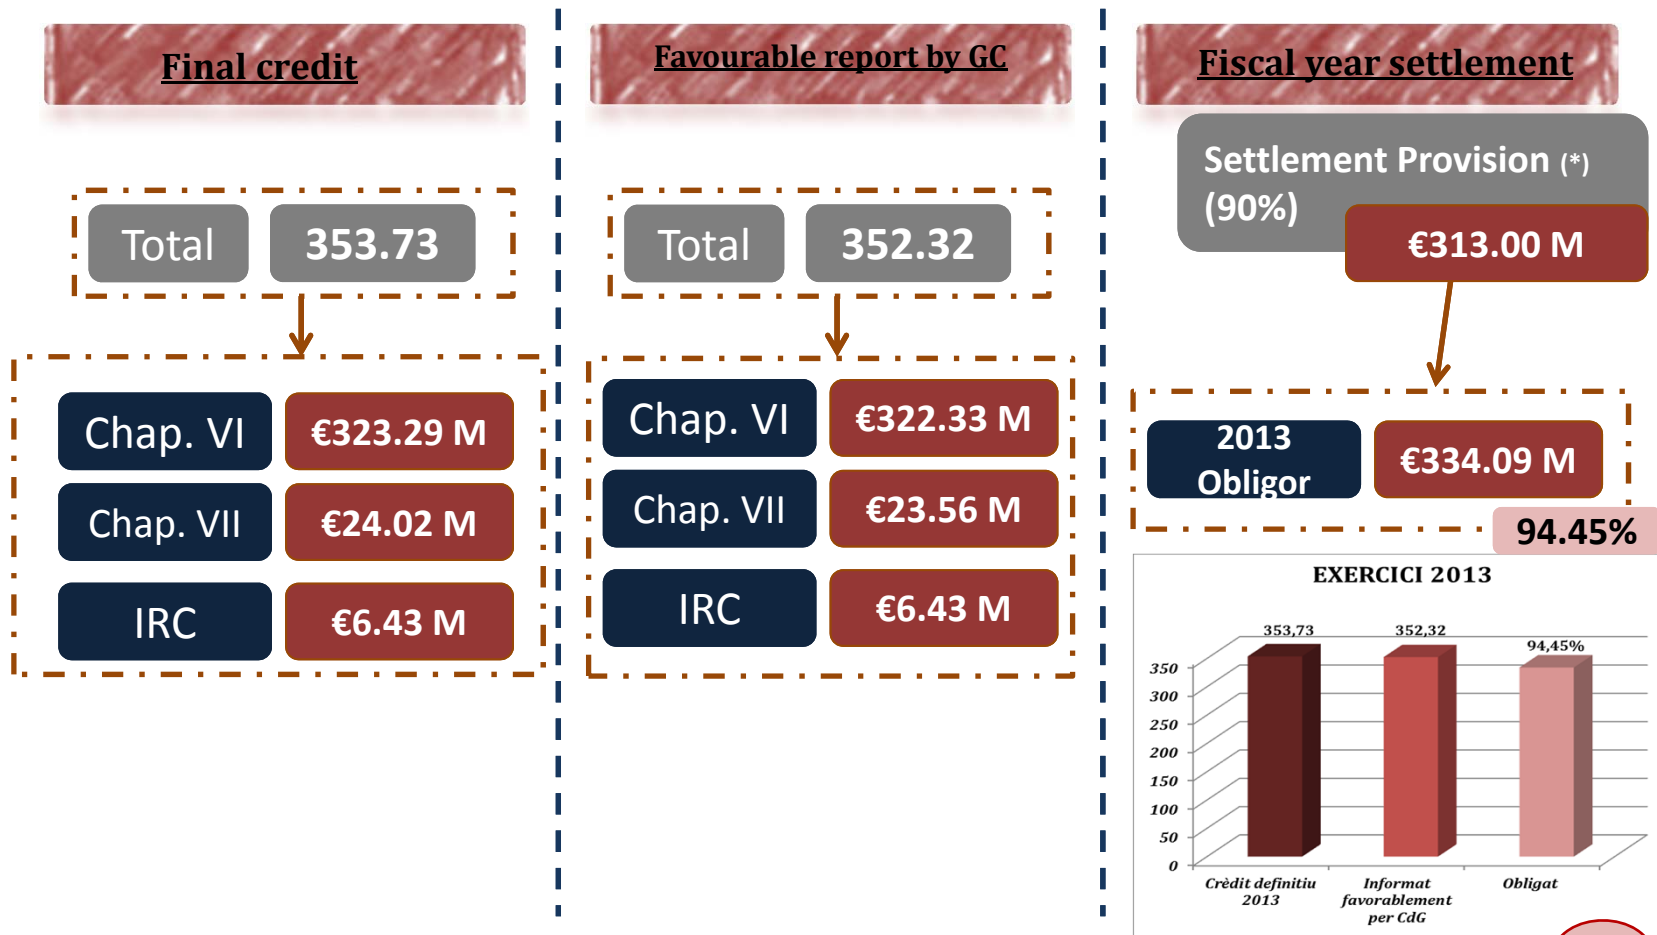 Final credit
Total
353.73
Chap. VI
€323.29 M
Chap. VII
€24.02 M
IRC
€6.43 M
Favourable report by GC
Total
352.32
Chap. VI
€322.33 M
Chap. VII
€23.56 M
IRC
€6.43 M
Fiscal year settlement
Settlement Provision (*)
(90%)
€313.00 M
2013
Obligor
€334.09 M
94.45%
EXERCICI 2013
353,73
352,32
94,45%
350
300
250
200
150
100
50
0
Crèdit definitiu
2013
Informat
favorablement
per CdG
Obligat